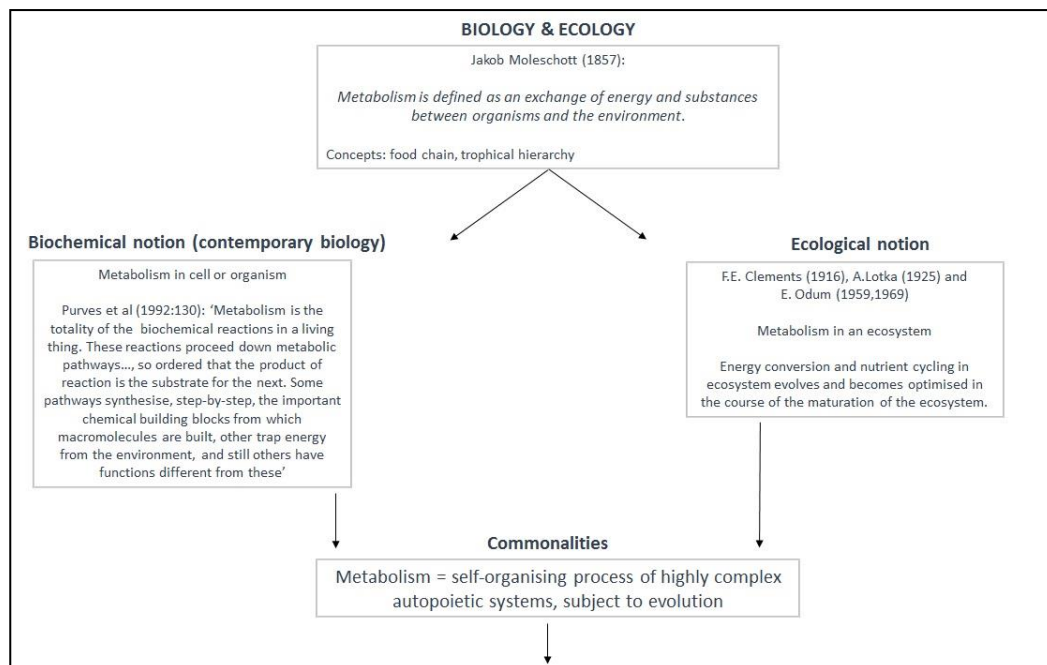 BIOLOGY & ECOLOGY
Jakob Moleschott (1857):
Metabolism is defined as an exchange of energy and substances
between organisms and the environment.
Concepts: food chain, trophical hierarchy
Biochemical notion (contemporary biology)
Metabolism in cell or organism
Purves et al (1992:130): ‘Metabolism is the
totality of the biochemical reactions in a living
thing. These reactions proceed down metabolic
pathways…, so ordered that the product of
reaction is the substrate for the next. Some
pathways synthesise, step-by-step, the important
chemical building blocks from which
macromolecules are built, other trap energy
from the environment, and still others have
functions different from these’
Ecological notion
F.E. Clements (1916), A.Lotka (1925) and
E. Odum (1959,1969)
Metabolism in an ecosystem
Energy conversion and nutrient cycling in
ecosystem evolves and becomes optimised in
the course of the maturation of the ecosystem.
Commonalities
Metabolism = self-organising process of highly complex
autopoietic systems, subject to evolution